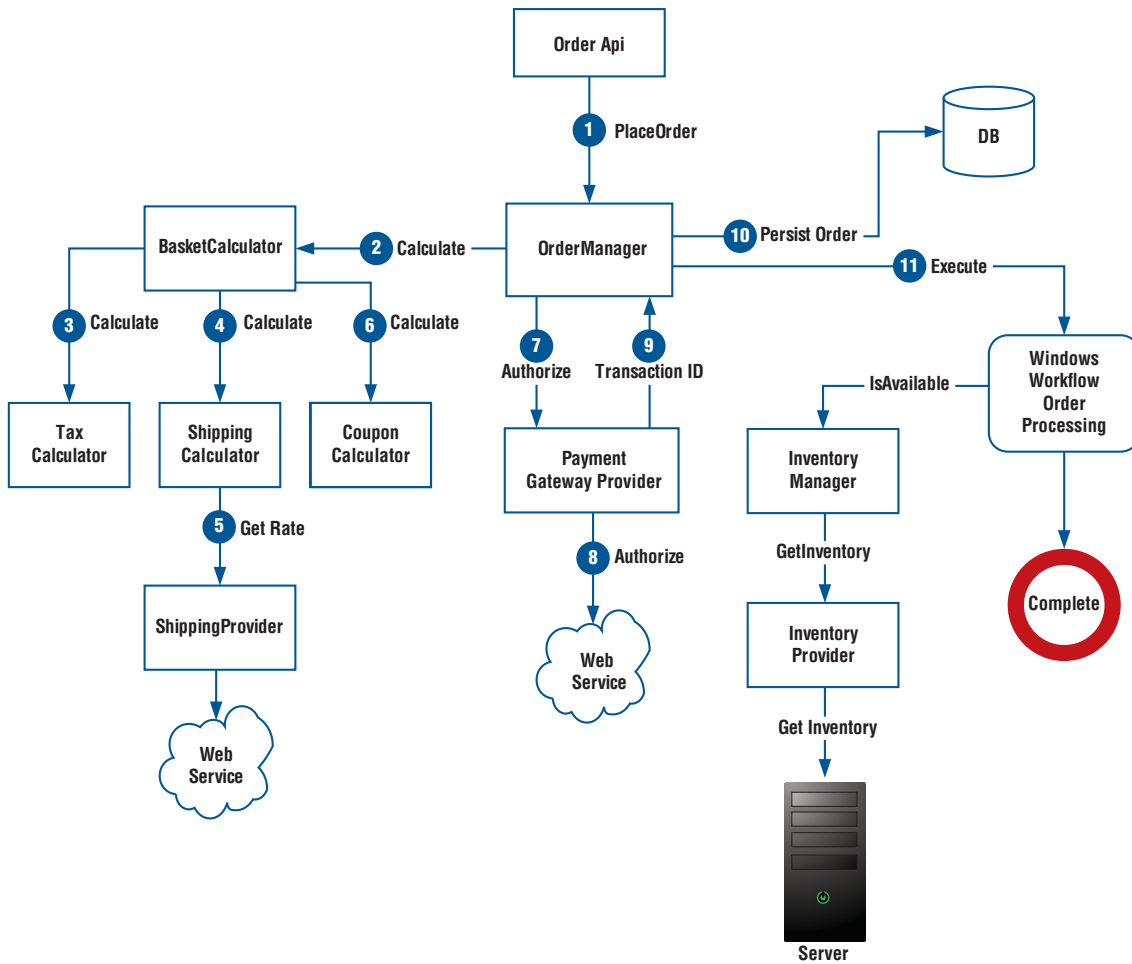 Order Api
1 PlaceOrder
DB
BasketCalculator
2 Calculate
OrderManager
10 Persist Order
11 Execute
3 Calculate
4 Calculate
6 Calculate
7
Authorize
9
Transaction ID
IsAvailable
Windows
Workflow
Order
Processing
Tax
Calculator
Shipping
Calculator
Coupon
Calculator
Payment
Gateway Provider
Inventory
Manager
5 Get Rate
8 Authorize
GetInventory
Complete
ShippingProvider
Web
Service
Inventory
Provider
Get Inventory
Web
Service
Server